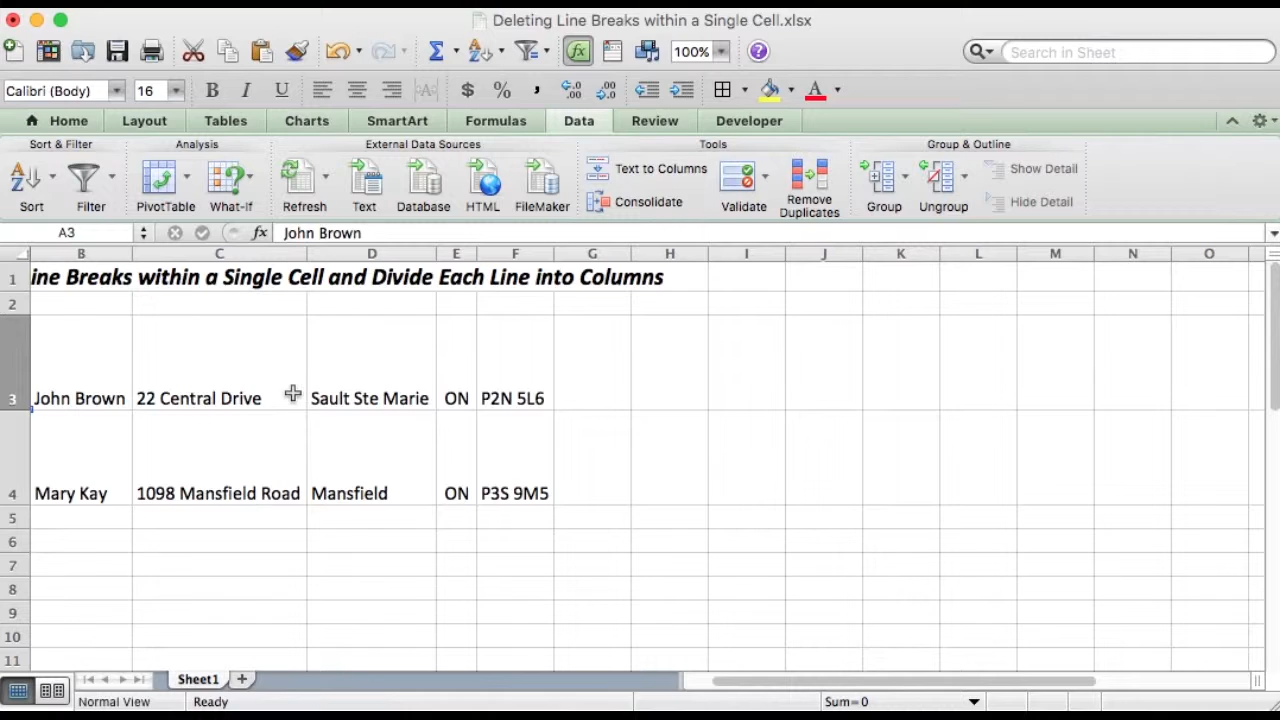 Deleting Line Breaks within a Single Cell.xlsx
100%
Search in Sheet
Calibri (Body) 16 B I U A $ % , .0 .00 .00 .0 A
Home Layout Tables Charts SmartArt Formulas Data Review Developer
Sort & Filter Analysis External Data Sources Tools Group & Outline
Text to Columns Show Detail
Consolidate Hide Detail
Sort Filter PivotTable What-If Refresh Text Database HTML FileMaker Validate Remove Duplicates Group Ungroup
A3 fx John Brown
B C D E F G H I J K L M N O
1 ine Breaks within a Single Cell and Divide Each Line into Columns
2
3 John Brown 22 Central Drive Sault Ste Marie ON P2N 5L6
4 Mary Kay 1098 Mansfield Road Mansfield ON P3S 9M5
5
6
7
8
9
10
11
Sheet1
Normal View Ready Sum=0